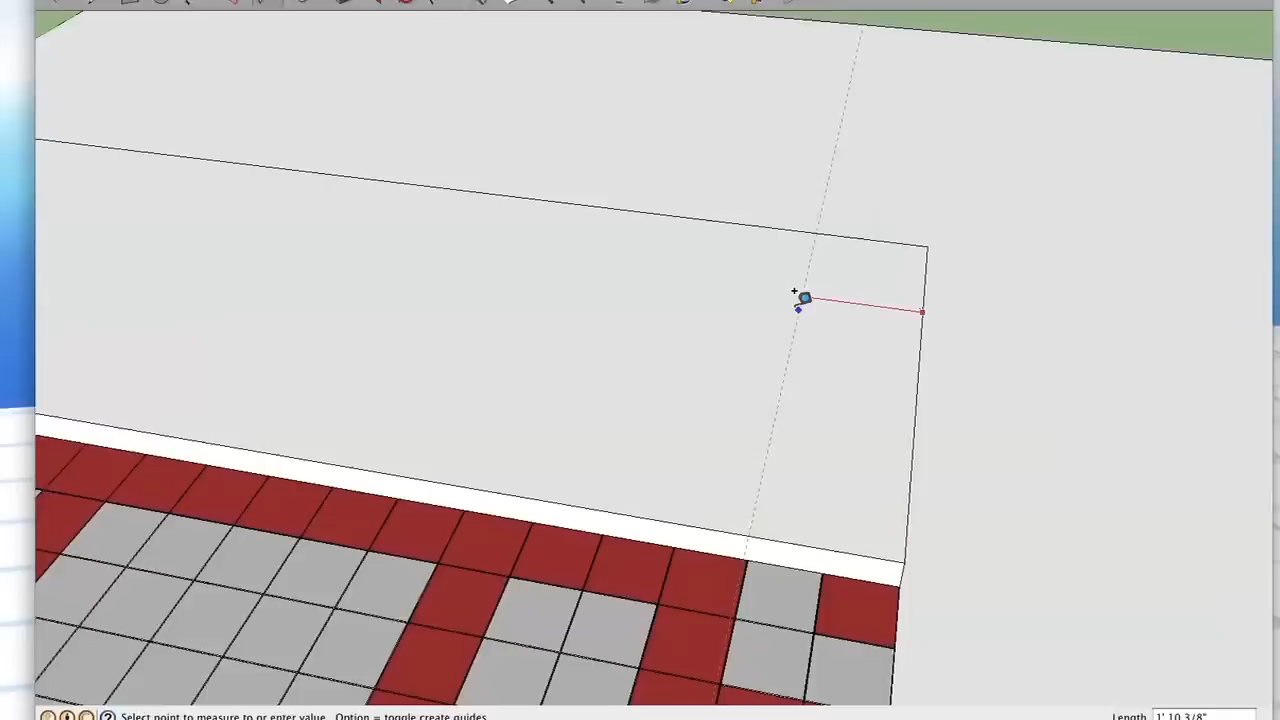 Select point to measure to or enter value.  Option = toggle create guides
Length 1' 10 3/8"